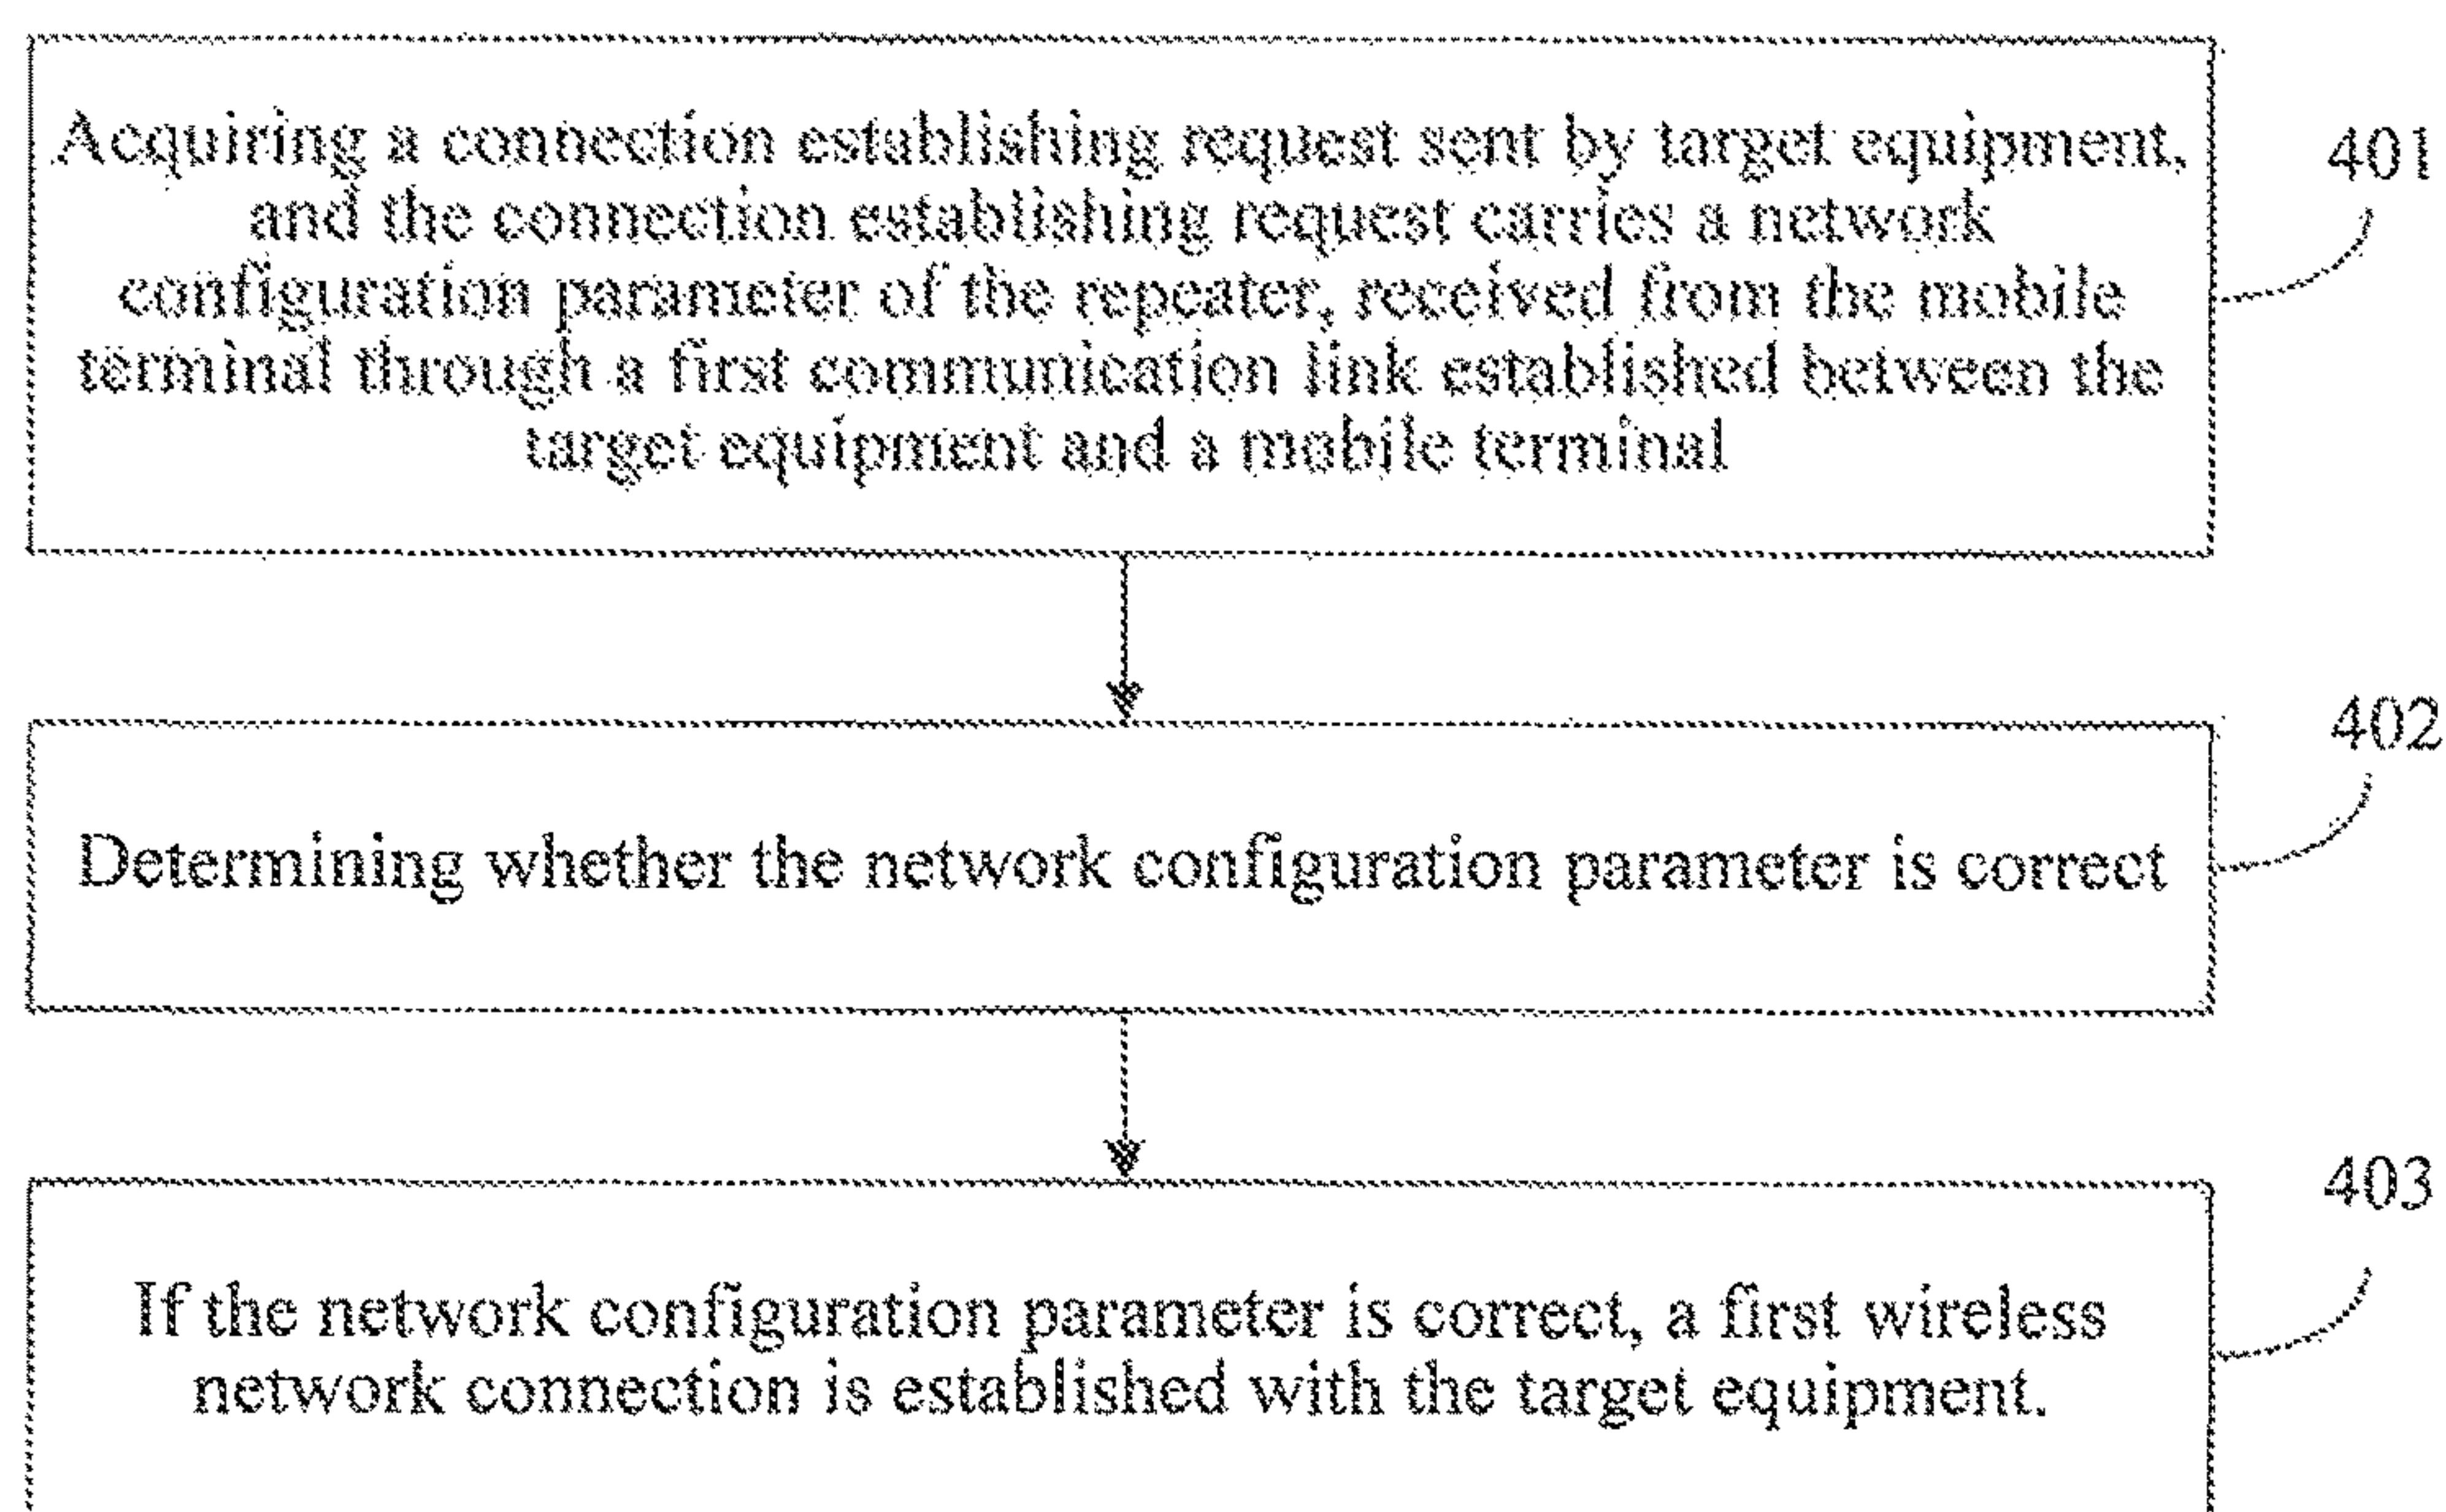 Acquiring a connection establishing request sent by target equipment,
and the connection establishing request carries a network
configuration parameter of the repeater, received from the mobile
terminal through a first communication link established between the
target equipment and a mobile terminal
401
402
Determining whether the network configuration parameter is correct
403
If the network configuration parameter is correct, a first wireless
network connection is established with the target equipment.